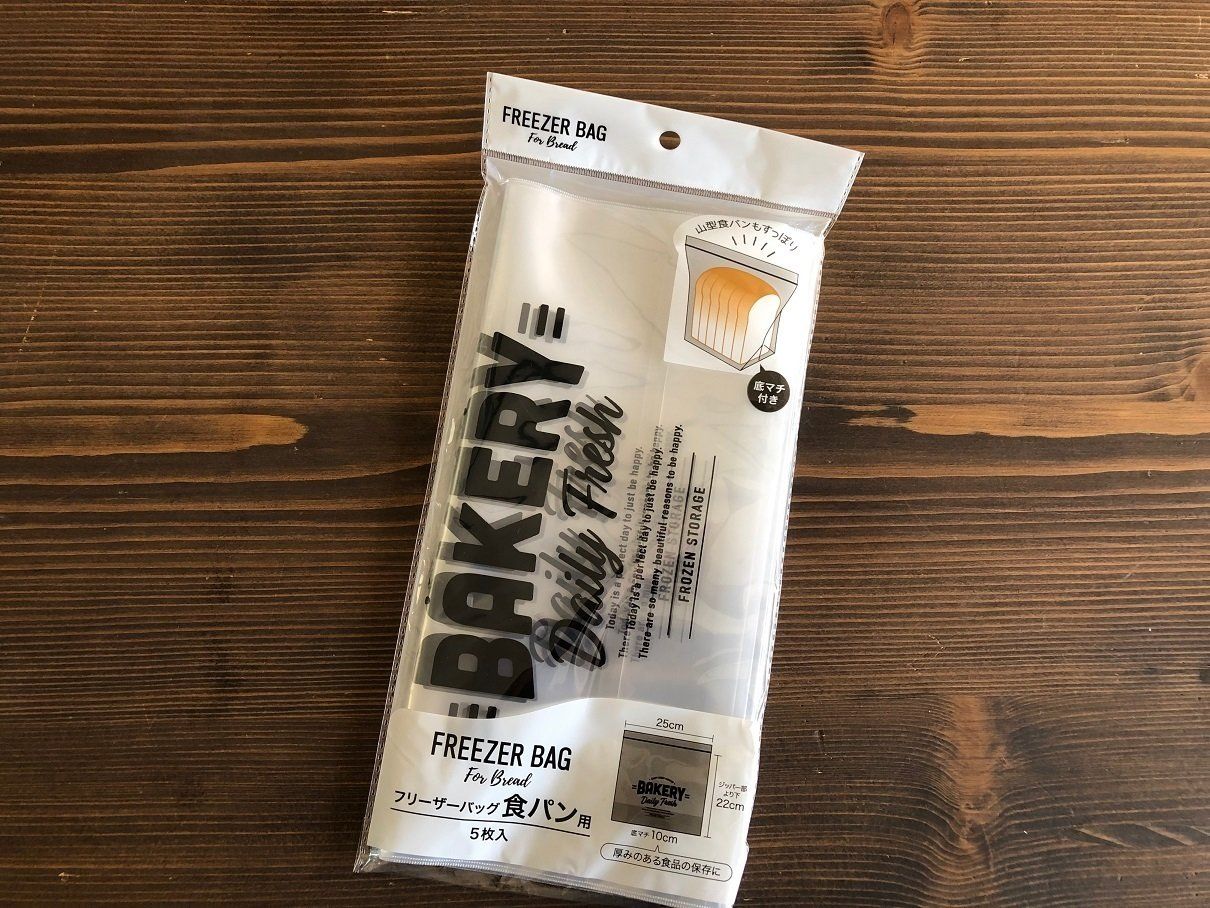 FREEZER BAG
For Bread
山型食パンもすっぽり
底マチ
付き
BAKERY
Daily Fresh
Today is a perfect day to just be happy.
There are so many beautiful reasons to be happy.
FROZEN STORAGE
FREEZER BAG
For Bread
フリーザーバッグ 食パン用
5枚入
25cm
BAKERY
Daily Fresh
ジッパー部
より下
22cm
底マチ 10cm
厚みのある食品の保存に